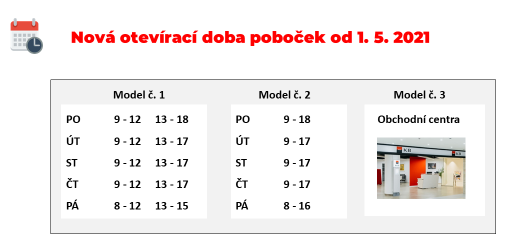 Nová otevírací doba poboček od 1. 5. 2021
Model č. 1
PO 9 - 12 13 - 18
ÚT 9 - 12 13 - 17
ST 9 - 12 13 - 17
ČT 9 - 12 13 - 17
PÁ 8 - 12 13 - 15
Model č. 2
PO 9 - 18
ÚT 9 - 17
ST 9 - 17
ČT 9 - 17
PÁ 8 - 16
Model č. 3
Obchodní centra
KB